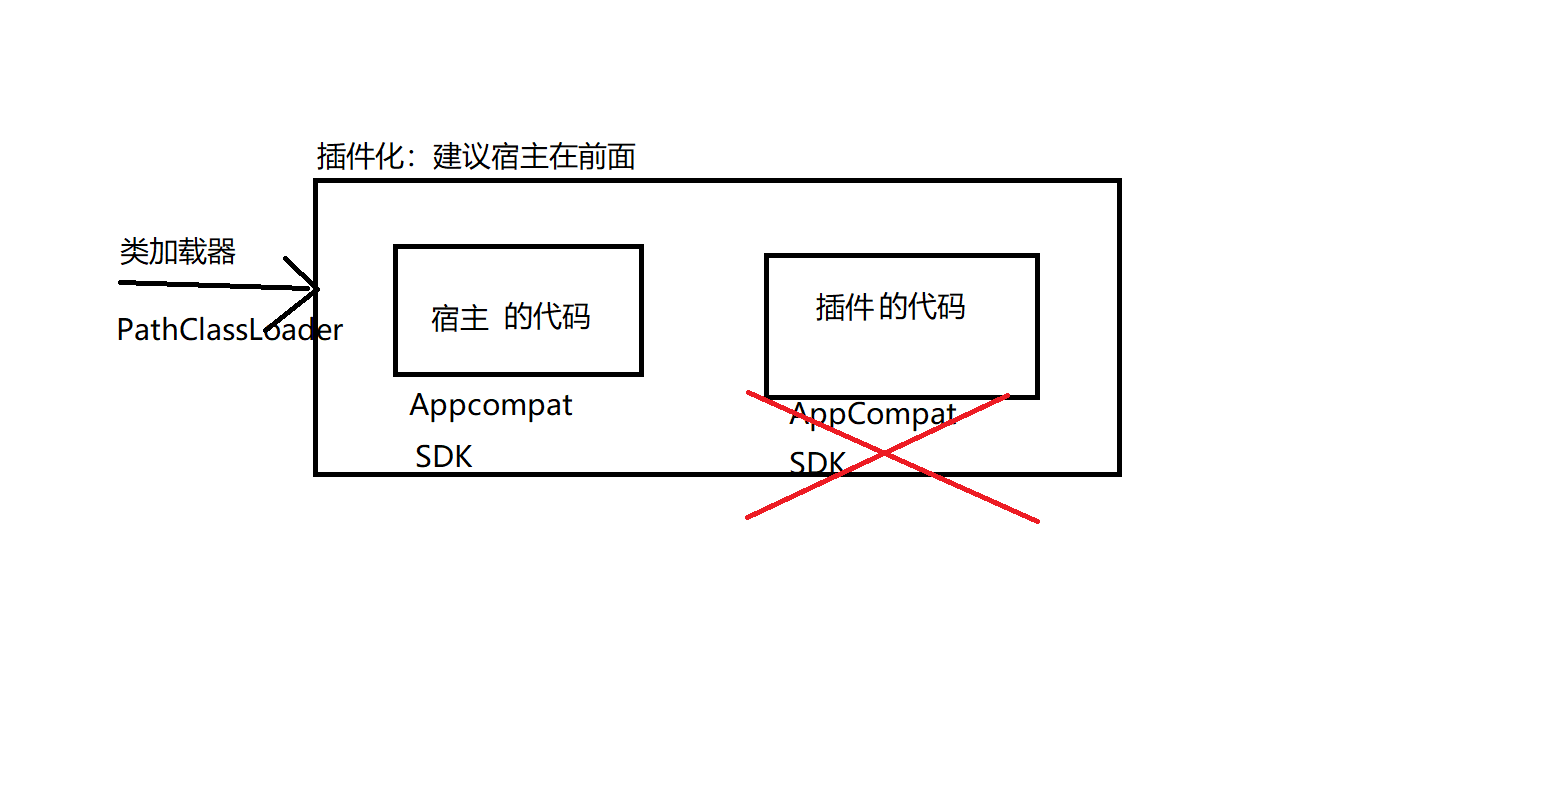 插件化：建议宿主在前面
类加载器
PathClassLoader
宿主 的代码
Appcompat
SDK
插件的代码
AppCompat
SDK